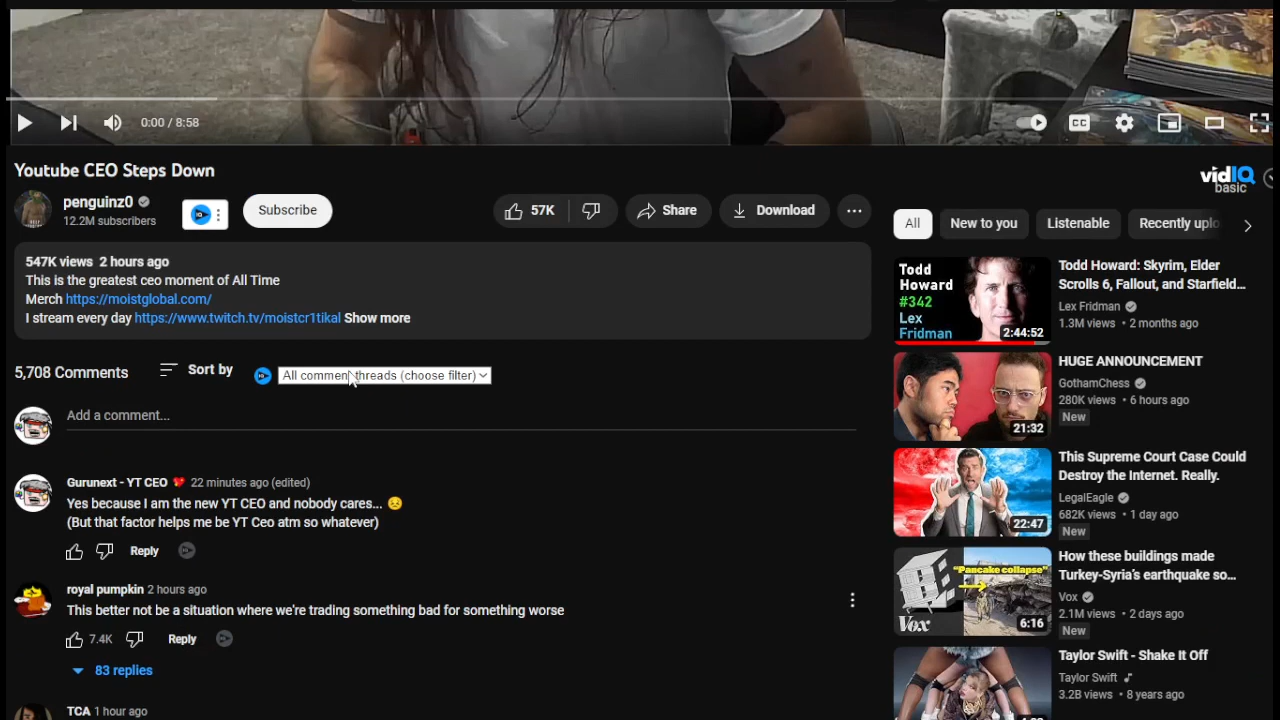 0:00 / 8:58
CC
Youtube CEO Steps Down
penguinz0
12.2M subscribers
Subscribe
57K
Share
Download
547K views 2 hours ago
This is the greatest ceo moment of All Time
Merch https://moistglobal.com/
I stream every day https://www.twitch.tv/moistcr1tikal Show more
5,708 Comments
Sort by
All comment threads (choose filter)
Add a comment...
Gurunext - YT CEO 22 minutes ago (edited)
Yes because I am the new YT CEO and nobody cares... 😣
(But that factor helps me be YT Ceo atm so whatever)
Reply
royal pumpkin 2 hours ago
This better not be a situation where we're trading something bad for something worse
7.4K
Reply
83 replies
TCA 1 hour ago
vidIQ
basic
All
New to you
Listenable
Recently uplo
Todd
Howard
#342
Lex
Fridman
2:44:52
Todd Howard: Skyrim, Elder
Scrolls 6, Fallout, and Starfield...
Lex Fridman
1.3M views • 2 months ago
21:32
HUGE ANNOUNCEMENT
GothamChess
280K views • 6 hours ago
New
22:47
This Supreme Court Case Could
Destroy the Internet. Really.
LegalEagle
682K views • 1 day ago
New
"Pancake collapse"
Vox
6:16
How these buildings made
Turkey-Syria's earthquake so...
Vox
2.1M views • 2 days ago
New
Taylor Swift - Shake It Off
Taylor Swift
3.2B views • 8 years ago